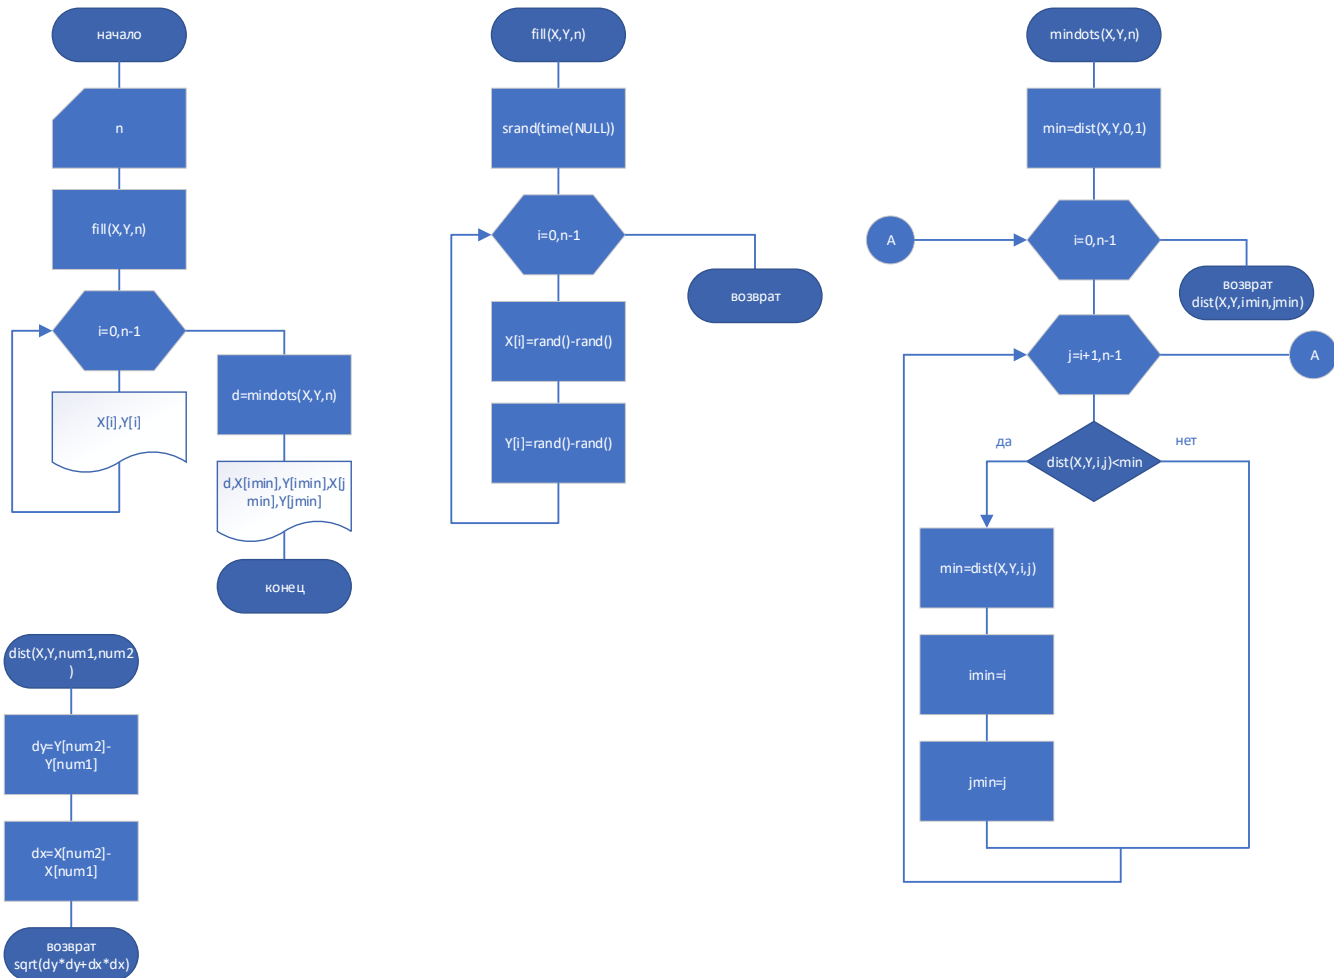 начало
n
fill(X,Y,n)
i=0,n-1
X[i],Y[i]
d=mindots(X,Y,n)
d,X[imin],Y[imin],X[j
min],Y[jmin]
конец
fill(X,Y,n)
srand(time(NULL))
i=0,n-1
возврат
X[i]=rand()-rand()
Y[i]=rand()-rand()
mindots(X,Y,n)
min=dist(X,Y,0,1)
A
i=0,n-1
возврат
dist(X,Y,imin,jmin)
j=i+1,n-1
A
да
нет
dist(X,Y,i,j)<min
min=dist(X,Y,i,j)
imin=i
jmin=j
dist(X,Y,num1,num2
)
dy=Y[num2]-
Y[num1]
dx=X[num2]-
X[num1]
возврат
sqrt(dy*dy+dx*dx)